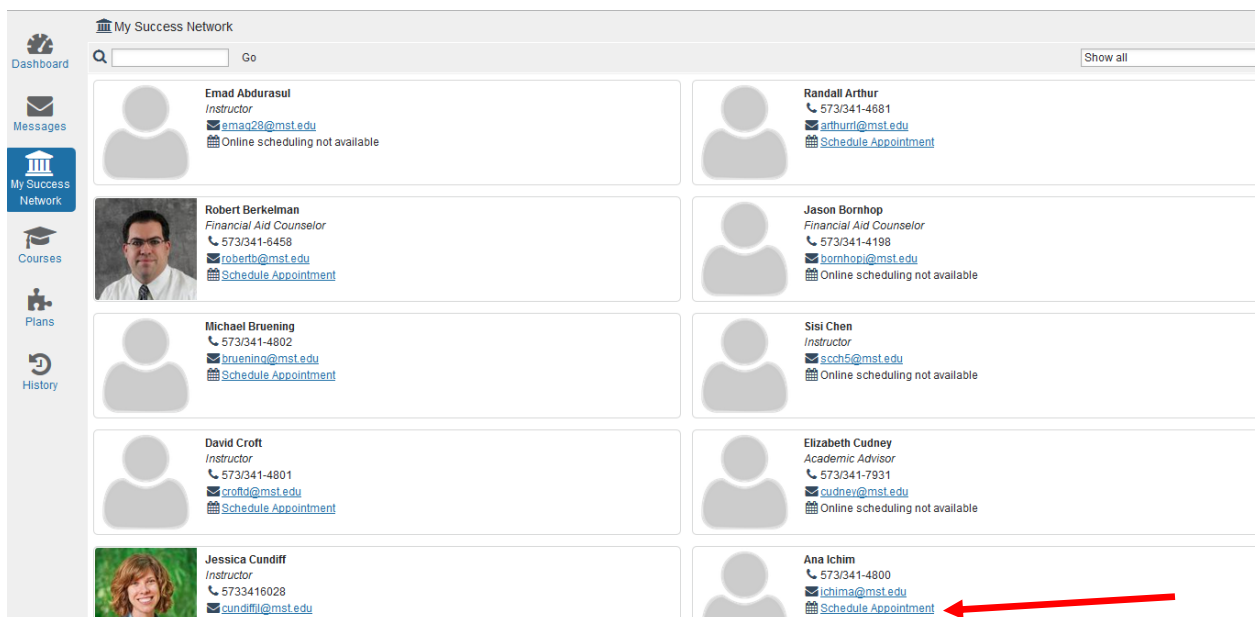 My Success Network
Dashboard
Go
Show all
Messages
My Success
Network
Courses
Plans
History
Emad Abdurasul
Instructor
emaq28@mst.edu
Online scheduling not available
Randall Arthur
573/341-4681
arthurrl@mst.edu
Schedule Appointment
Robert Berkelman
Financial Aid Counselor
573/341-6458
robertb@mst.edu
Schedule Appointment
Jason Bornhop
Financial Aid Counselor
573/341-4198
bornhopj@mst.edu
Online scheduling not available
Michael Bruening
573/341-4802
bruening@mst.edu
Schedule Appointment
Sisi Chen
Instructor
scch5@mst.edu
Online scheduling not available
David Croft
Instructor
573/341-4801
croftd@mst.edu
Schedule Appointment
Elizabeth Cudney
Academic Advisor
573/341-7931
cudney@mst.edu
Online scheduling not available
Jessica Cundiff
Instructor
5733416028
cundiffjl@mst.edu
Ana Ichim
573/341-4800
ichima@mst.edu
Schedule Appointment